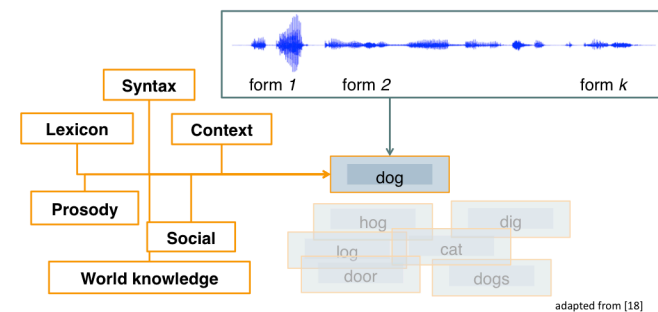 form 1 form 2 form k
Syntax
Lexicon
Context
dog
Prosody
hog
dig
Social
log
cat
World knowledge
door
dogs
adapted from [18]